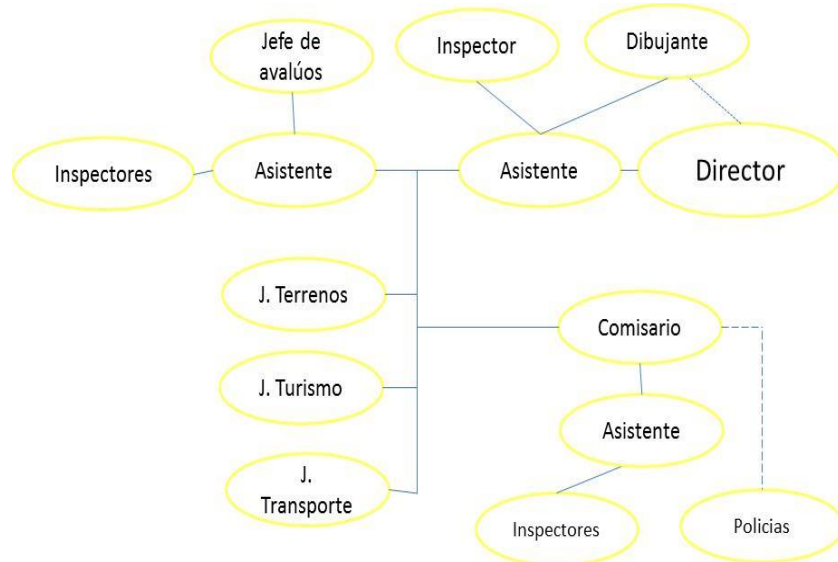 Jefe de
avalúos
Inspector
Dibujante
Inspectores
Asistente
Asistente
Director
J. Terrenos
Comisario
J. Turismo
Asistente
J.
Transporte
Inspectores
Policias